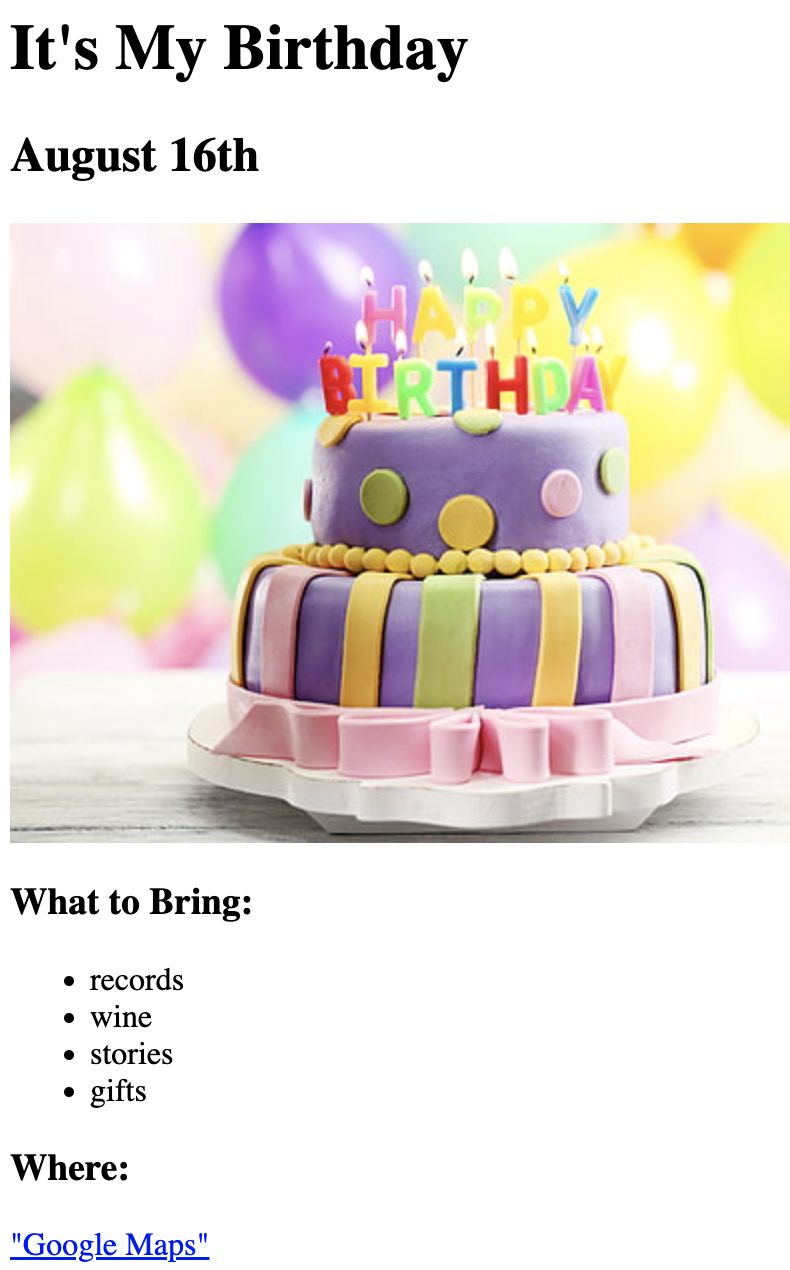 It's My Birthday
August 16th
HAPPY
BIRTHDAY
What to Bring:
records
wine
stories
gifts
Where:
"Google Maps"